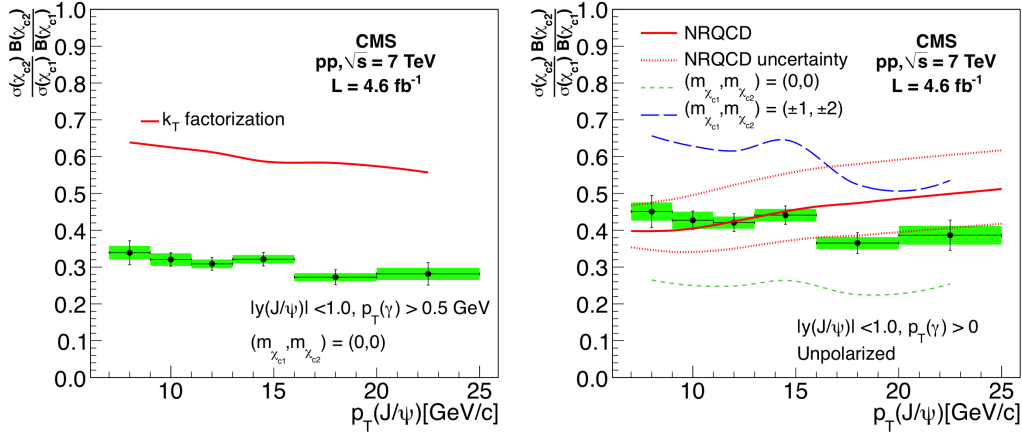 σ(χc2) B(χc2)
σ(χc1) B(χc1)
1.0
0.9
0.8
0.7
0.6
0.5
0.4
0.3
0.2
0.1
0.0
CMS
pp,√s = 7 TeV
L = 4.6 fb-1
kT factorization
|y(J/ψ)| <1.0, pT(γ) > 0.5 GeV
(mχc1,mχc2) = (0,0)
10 15 20 25
pT(J/ψ)[GeV/c]
σ(χc2) B(χc2)
σ(χc1) B(χc1)
1.0
0.9
0.8
0.7
0.6
0.5
0.4
0.3
0.2
0.1
0.0
NRQCD
NRQCD uncertainty
(mχc1,mχc2) = (0,0)
(mχc1,mχc2) = (±1, ±2)
CMS
pp,√s = 7 TeV
L = 4.6 fb-1
|y(J/ψ)| <1.0, pT(γ) > 0
Unpolarized
10 15 20 25
pT(J/ψ)[GeV/c]